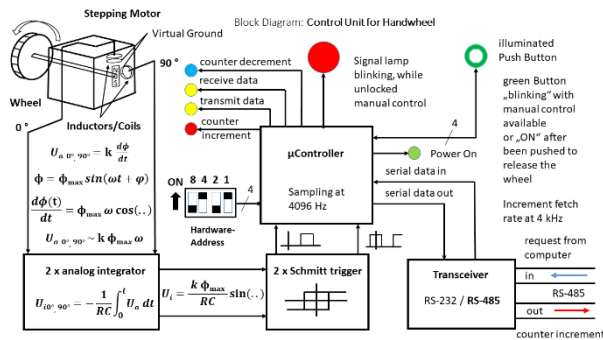 Block Diagram: Control Unit for Handwheel
Stepping Motor
Virtual Ground
90 °
Wheel
0 °
Inductors/Coils
U_a 0°, 90° = k dϕ/dt
ϕ = ϕ_max sin(ωt + φ)
dϕ(t)/dt = ϕ_max ω cos(..)
U_a 0°, 90° ~ k ϕ_max ω
counter decrement
receive data
transmit data
counter
increment
Signal lamp
blinking, while
unlocked
manual control
illuminated
Push Button
green Button
„blinking" with
manual control
available
or „ON" after
been pushed to
release the
wheel
Increment fetch
rate at 4 kHz
4
Power On
µController
Sampling at
4096 Hz
serial data in
serial data out
ON
8 4 2 1
4
Hardware-
Address
2 x analog integrator
U_i 0°, 90° = − 1/RC ∫_0^t U_a dt
U_i = k ϕ_max/RC sin(..)
2 x Schmitt trigger
Transceiver
RS-232 / RS-485
request from
computer
in
RS-485
out
counter increment